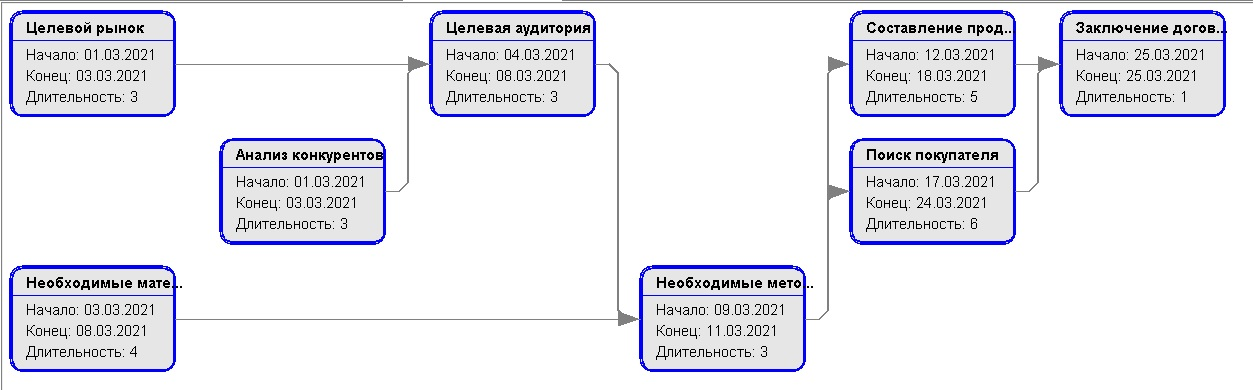 Целевой рынок
Начало: 01.03.2021
Конец: 03.03.2021
Длительность: 3
Целевая аудитория
Начало: 04.03.2021
Конец: 08.03.2021
Длительность: 3
Составление прод...
Начало: 12.03.2021
Конец: 18.03.2021
Длительность: 5
Заключение догов...
Начало: 25.03.2021
Конец: 25.03.2021
Длительность: 1
Анализ конкурентов
Начало: 01.03.2021
Конец: 03.03.2021
Длительность: 3
Поиск покупателя
Начало: 17.03.2021
Конец: 24.03.2021
Длительность: 6
Необходимые мате...
Начало: 03.03.2021
Конец: 08.03.2021
Длительность: 4
Необходимые мето...
Начало: 09.03.2021
Конец: 11.03.2021
Длительность: 3